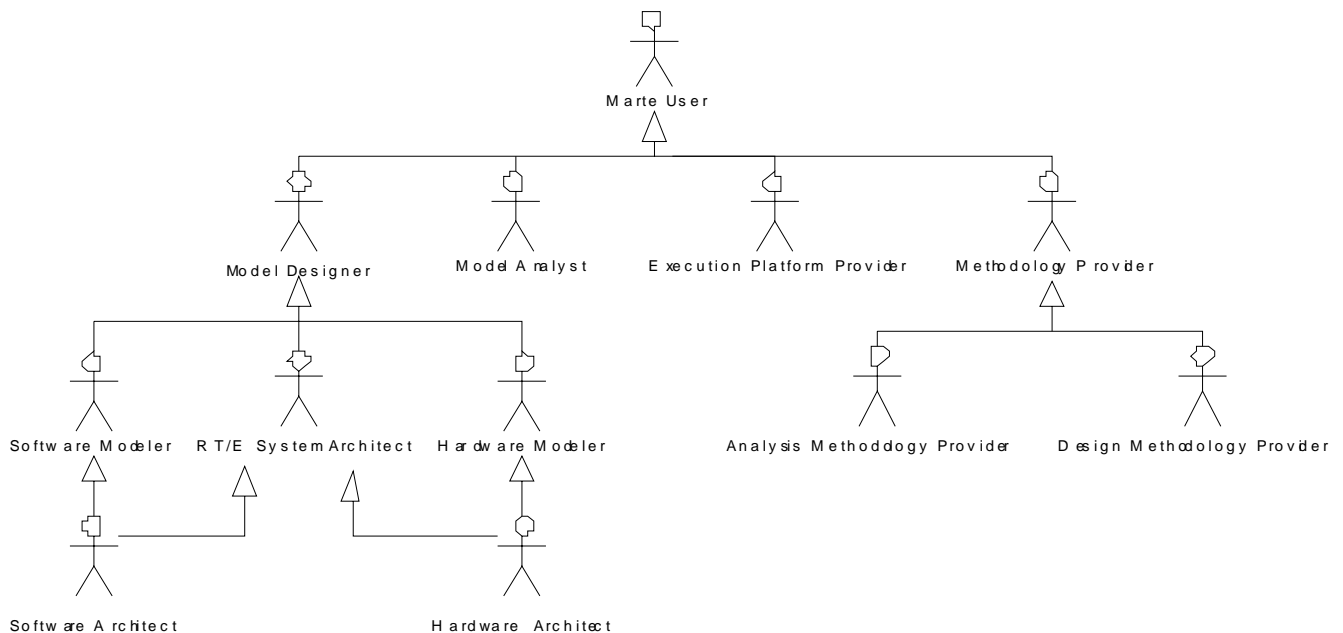 Marte User
Model Designer
Model Analyst
Execution Platform Provider
Methodology Provider
Software Modeler
RT/E System Architect
Hardware Modeler
Analysis Methodology Provider
Design Methodology Provider
Software Architect
Hardware Architect